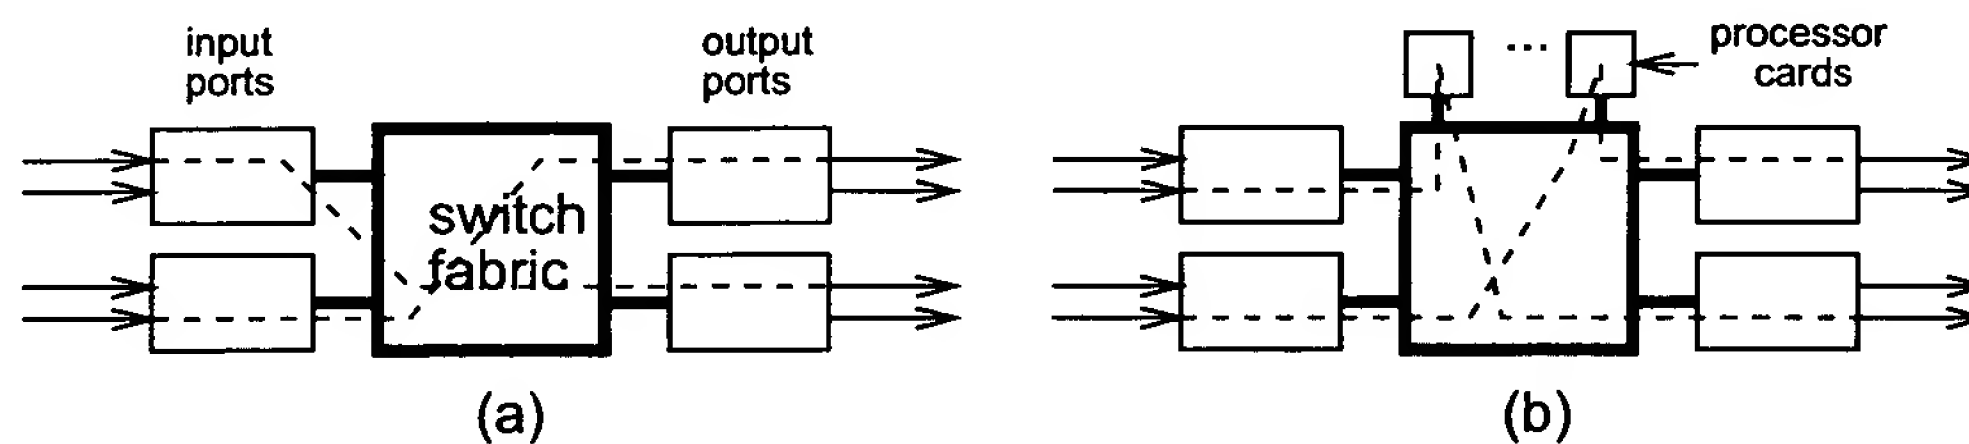 input
ports
output
ports
switch
fabric
(a)
...
processor
cards
(b)